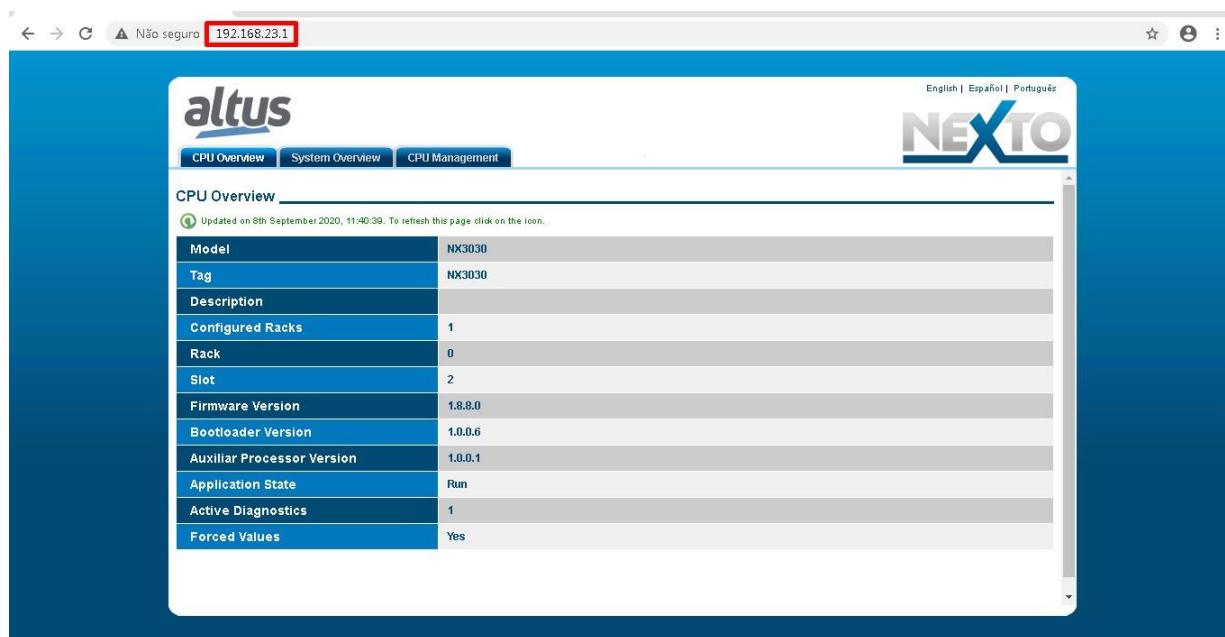 Não seguro 192.168.23.1
English | Español | Português
altus
NEXTO
CPU Overview System Overview CPU Management
CPU Overview
Updated on 8th September 2020, 11:40:39. To refresh this page click on the icon.
Model NX3030
Tag NX3030
Description
Configured Racks 1
Rack 0
Slot 2
Firmware Version 1.8.8.0
Bootloader Version 1.0.0.6
Auxiliar Processor Version 1.0.0.1
Application State Run
Active Diagnostics 1
Forced Values Yes